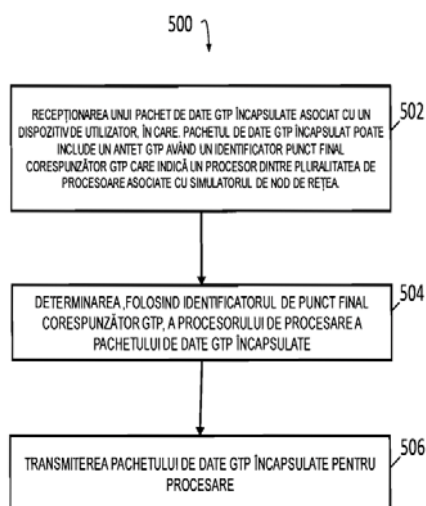 500
RECEPȚIONAREA UNUI PACHET DE DATE GTP ÎNCAPSULATE ASOCIAT CU UN
DISPOZITIV DE UTILIZATOR, ÎN CARE. PACHETUL DE DATE GTP ÎNCAPSULAT POATE
INCLUDE UN ANTET GTP AVÂND UN IDENTIFICATOR PUNCT FINAL
CORESPUNZĂTOR GTP CARE INDICĂ UN PROCESOR DINTRE PLURALITATEA DE
PROCESOARE ASOCIATE CU SIMULATORUL DE NOD DE REȚEA.
502
DETERMINAREA ,FOLOSIND IDENTIFICATORUL DE PUNCT FINAL
CORESPUNZĂTOR GTP, A PROCESORULUI DE PROCESARE A
PACHETULUI DE DATE GTP ÎNCAPSULATE
504
TRANSMITEREA PACHETULUI DE DATE GTP ÎNCAPSULATE PENTRU
PROCESARE
506